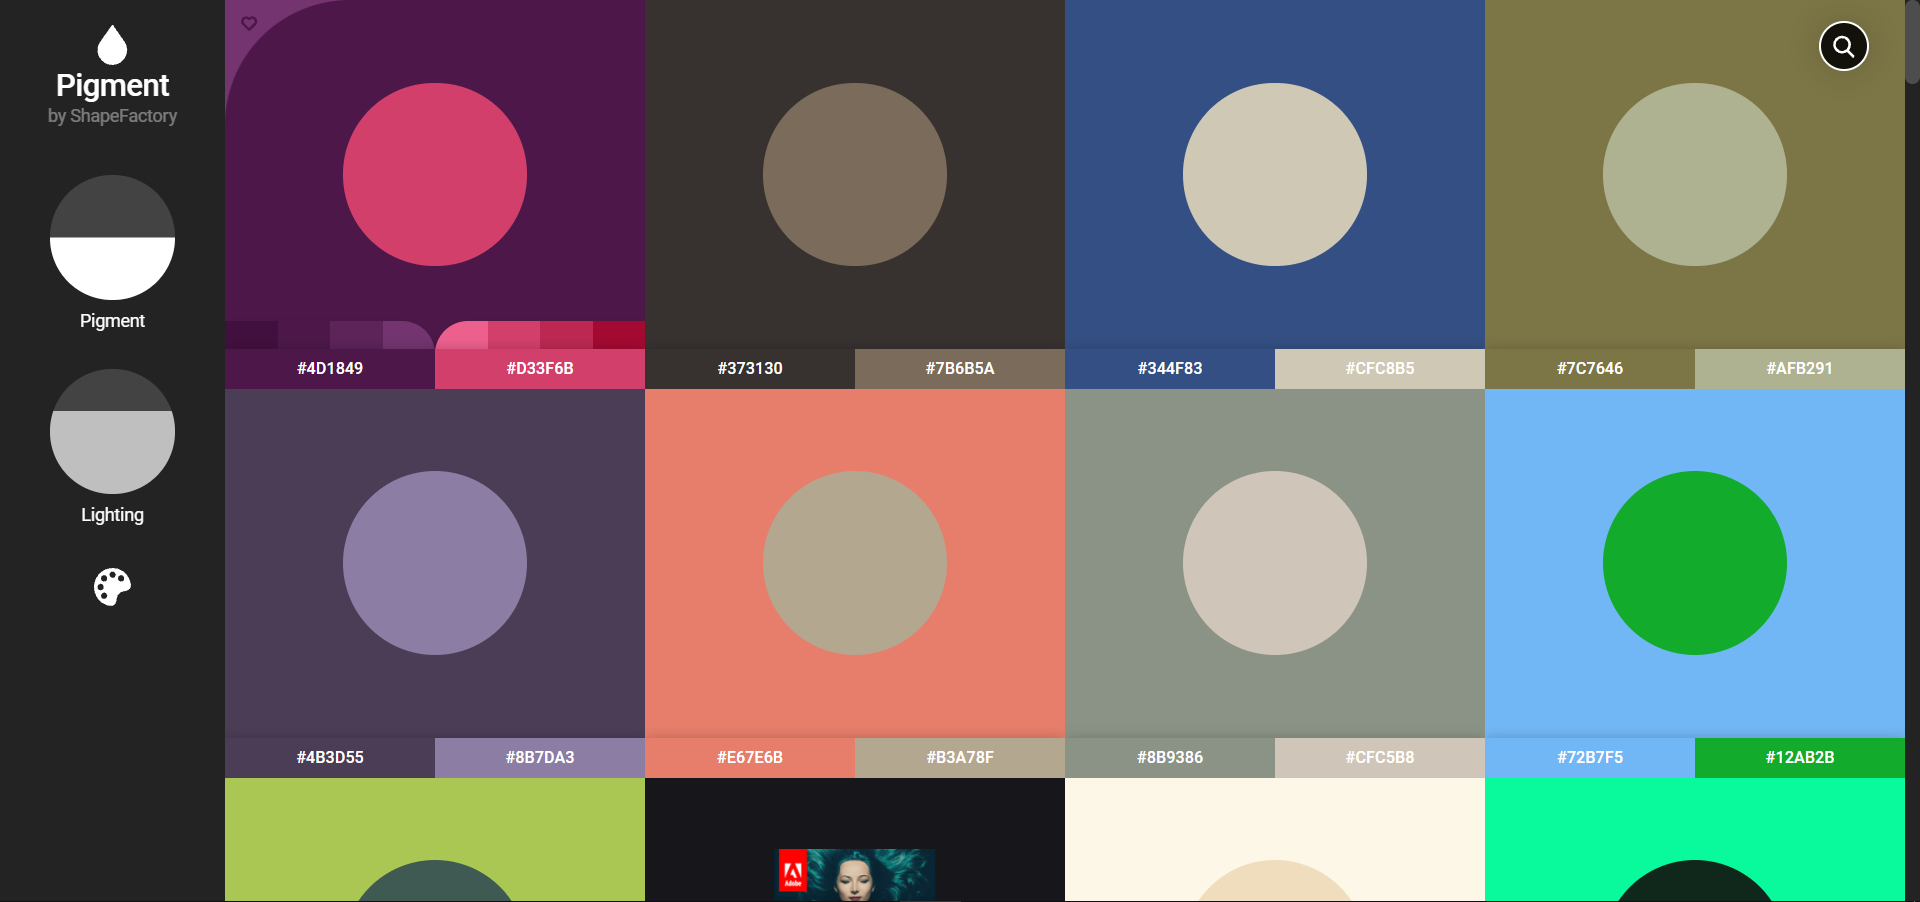 Pigment
by ShapeFactory
Pigment
Lighting
#4D1849
#D33F6B
#373130
#7B6B5A
#344F83
#CFC8B5
#7C7646
#AFB291
#4B3D55
#8B7DA3
#E67E6B
#B3A78F
#8B9386
#CFC5B8
#72B7F5
#12AB2B
Adobe